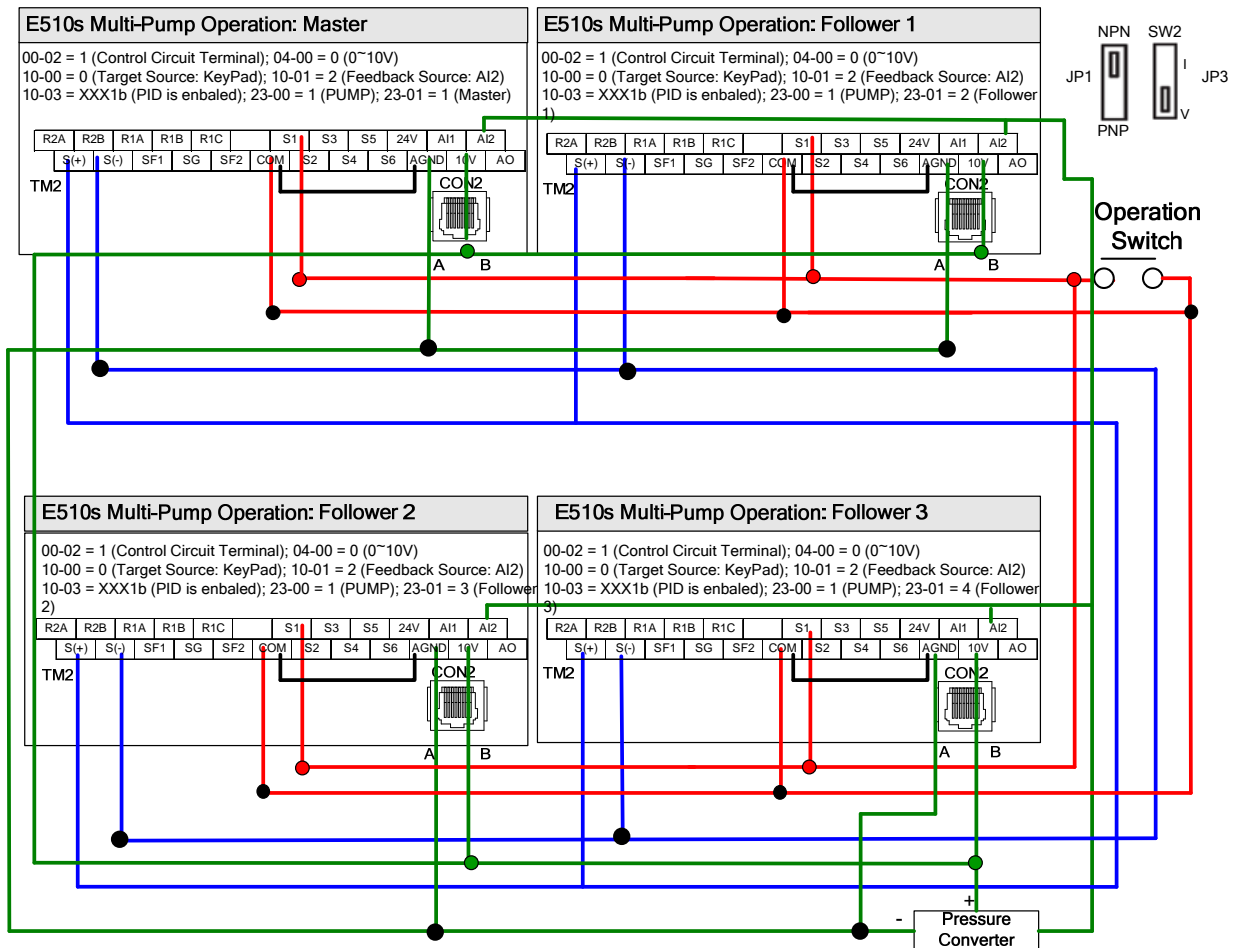 E510s Multi-Pump Operation: Master
00-02 = 1 (Control Circuit Terminal); 04-00 = 0 (0~10V)
10-00 = 0 (Target Source: KeyPad); 10-01 = 2 (Feedback Source: AI2)
10-03 = XXX1b (PID is enbaled); 23-00 = 1 (PUMP); 23-01 = 1 (Master)
R2A R2B R1A R1B R1C S1 S3 S5 24V AI1 AI2
S(+) S(-) SF1 SG SF2 COM S2 S4 S6 AGND 10V AO
TM2
CON2
A B
E510s Multi-Pump Operation: Follower 1
00-02 = 1 (Control Circuit Terminal); 04-00 = 0 (0~10V)
10-00 = 0 (Target Source: KeyPad); 10-01 = 2 (Feedback Source: AI2)
10-03 = XXX1b (PID is enbaled); 23-00 = 1 (PUMP); 23-01 = 2 (Follower
1)
R2A R2B R1A R1B R1C S1 S3 S5 24V AI1 AI2
S(+) S(-) SF1 SG SF2 COM S2 S4 S6 AGND 10V AO
TM2
CON2
A B
NPN SW2
JP1 I JP3
V
PNP
Operation
Switch
E510s Multi-Pump Operation: Follower 2
00-02 = 1 (Control Circuit Terminal); 04-00 = 0 (0~10V)
10-00 = 0 (Target Source: KeyPad); 10-01 = 2 (Feedback Source: AI2)
10-03 = XXX1b (PID is enbaled); 23-00 = 1 (PUMP); 23-01 = 3 (Follower
2)
R2A R2B R1A R1B R1C S1 S3 S5 24V AI1 AI2
S(+) S(-) SF1 SG SF2 COM S2 S4 S6 AGND 10V AO
TM2
CON2
A B
E510s Multi-Pump Operation: Follower 3
00-02 = 1 (Control Circuit Terminal); 04-00 = 0 (0~10V)
10-00 = 0 (Target Source: KeyPad); 10-01 = 2 (Feedback Source: AI2)
10-03 = XXX1b (PID is enbaled); 23-00 = 1 (PUMP); 23-01 = 4 (Follower
3)
R2A R2B R1A R1B R1C S1 S3 S5 24V AI1 AI2
S(+) S(-) SF1 SG SF2 COM S2 S4 S6 AGND 10V AO
TM2
CON2
A B
- +
Pressure
Converter